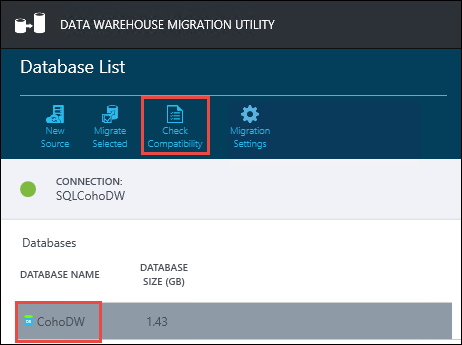 DATA WAREHOUSE MIGRATION UTILITY
Database List
New Source
Migrate Selected
Check Compatibility
Migration Settings
CONNECTION:
SQLCohoDW
Databases
DATABASE NAME
DATABASE SIZE (GB)
CohoDW 1.43